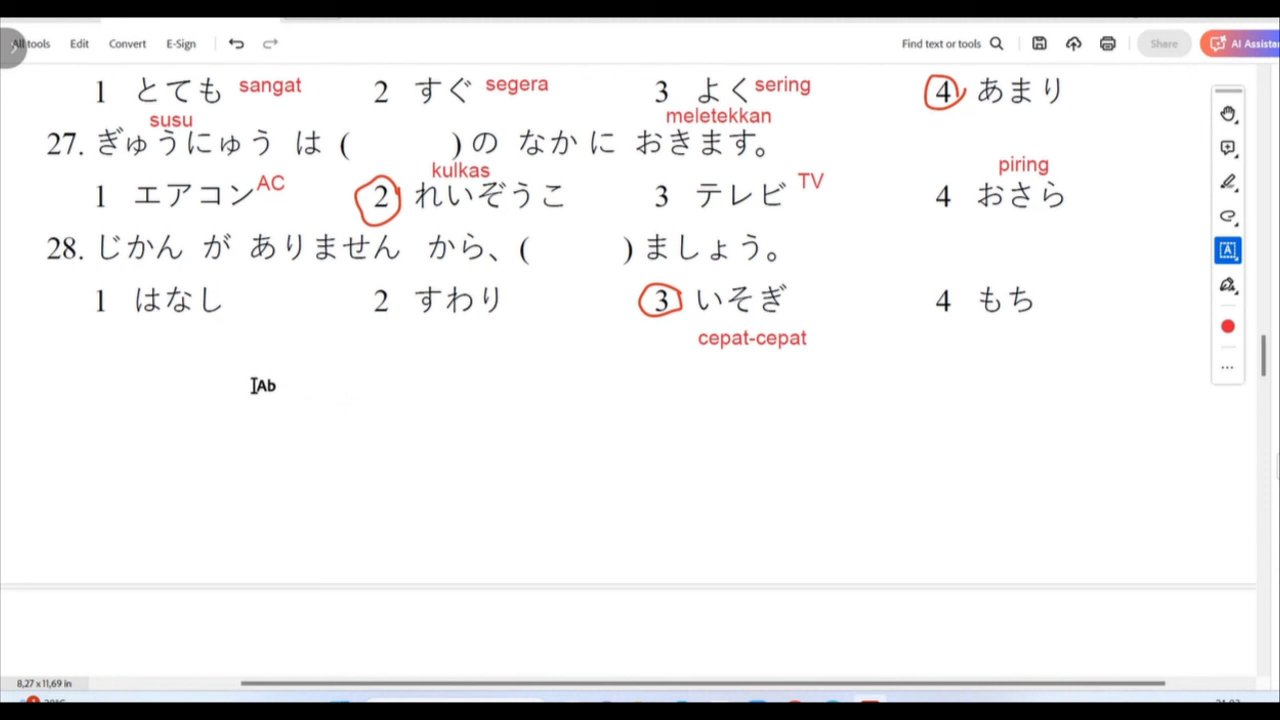 All tools Edit Convert E-Sign Find text or tools Share AI Assista
1 とても sangat 2 すぐ segera 3 よく sering 4 あまり
susu meletekkan
27. ぎゅうにゅう は ( )の なか に おきます。
kulkas piring
1 エアコン AC 2 れいぞうこ 3 テレビ TV 4 おさら
28. じかん が ありません から、( )ましょう。
1 はなし 2 すわり 3 いそぎ 4 もち
cepat-cepat
Ab
8,27 x 11,69 in